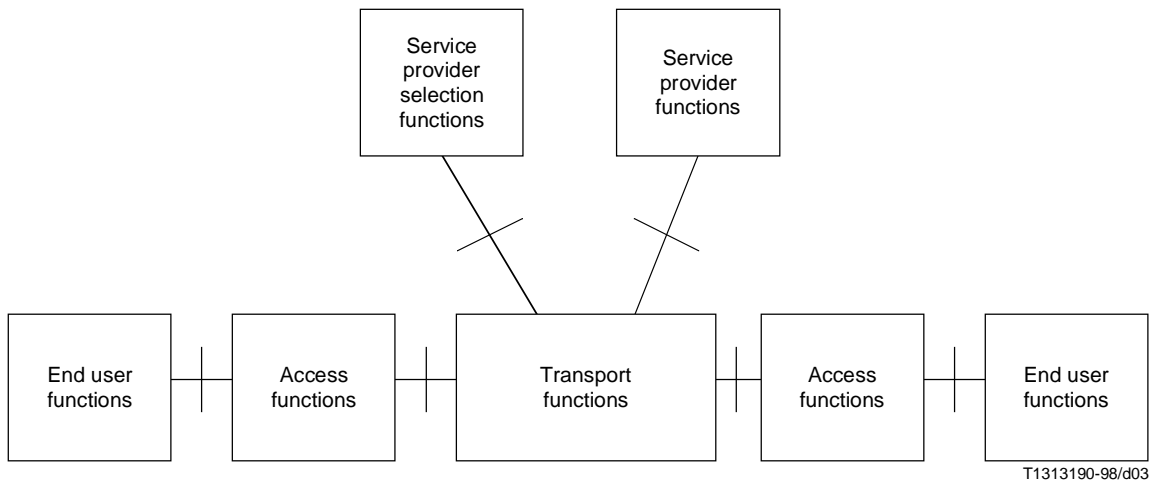 Service
provider
selection
functions
Service
provider
functions
End user
functions
Access
functions
Transport
functions
Access
functions
End user
functions
T1313190-98/d03